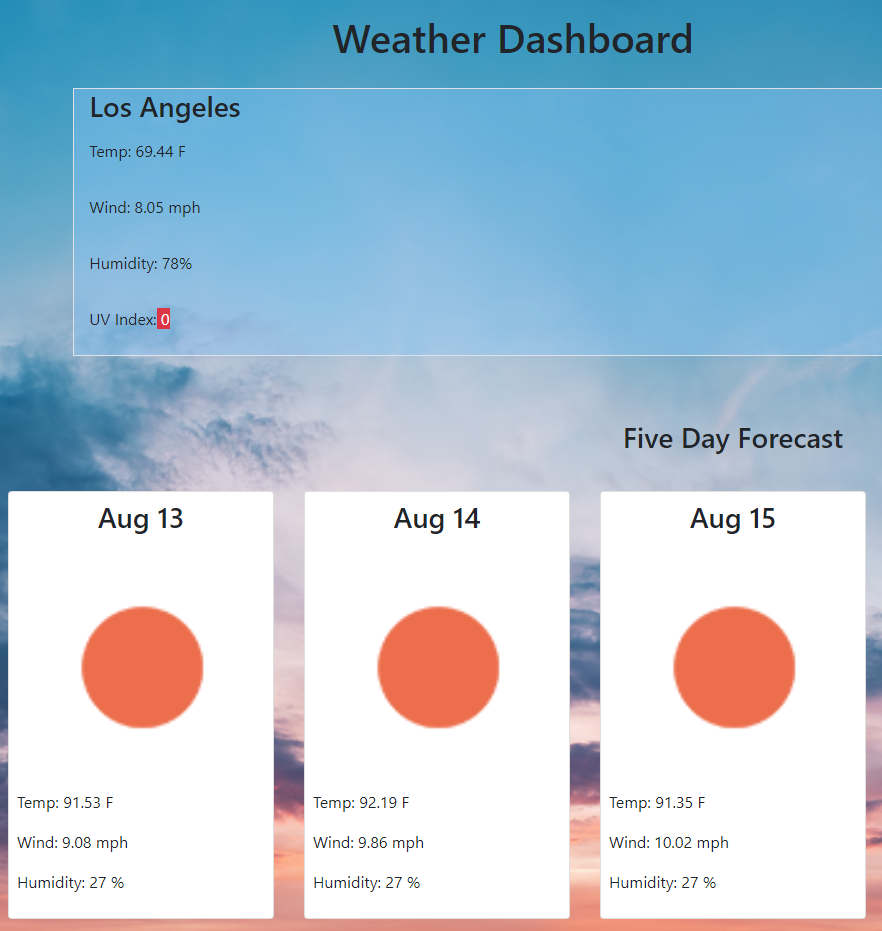 Weather Dashboard
Los Angeles
Temp: 69.44 F
Wind: 8.05 mph
Humidity: 78%
UV Index: 0
Five Day Forecast
Aug 13
Temp: 91.53 F
Wind: 9.08 mph
Humidity: 27 %
Aug 14
Temp: 92.19 F
Wind: 9.86 mph
Humidity: 27 %
Aug 15
Temp: 91.35 F
Wind: 10.02 mph
Humidity: 27 %